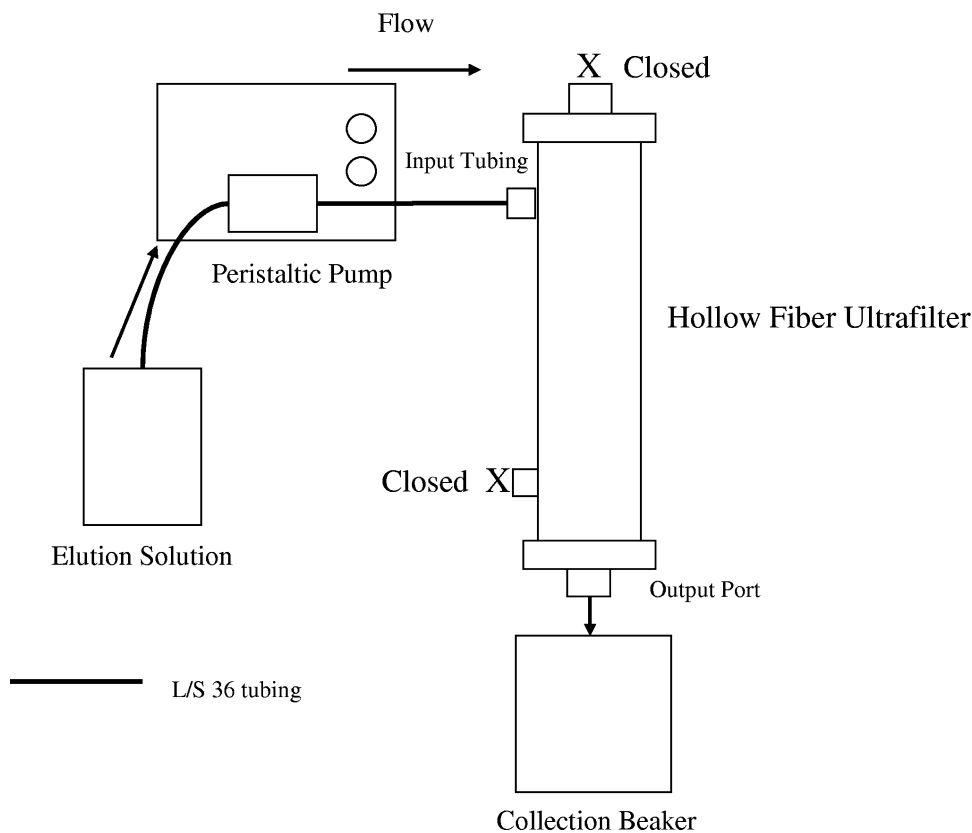 Flow
X Closed
Input Tubing
Peristaltic Pump
Hollow Fiber Ultrafilter
Closed X
Elution Solution
Output Port
L/S 36 tubing
Collection Beaker